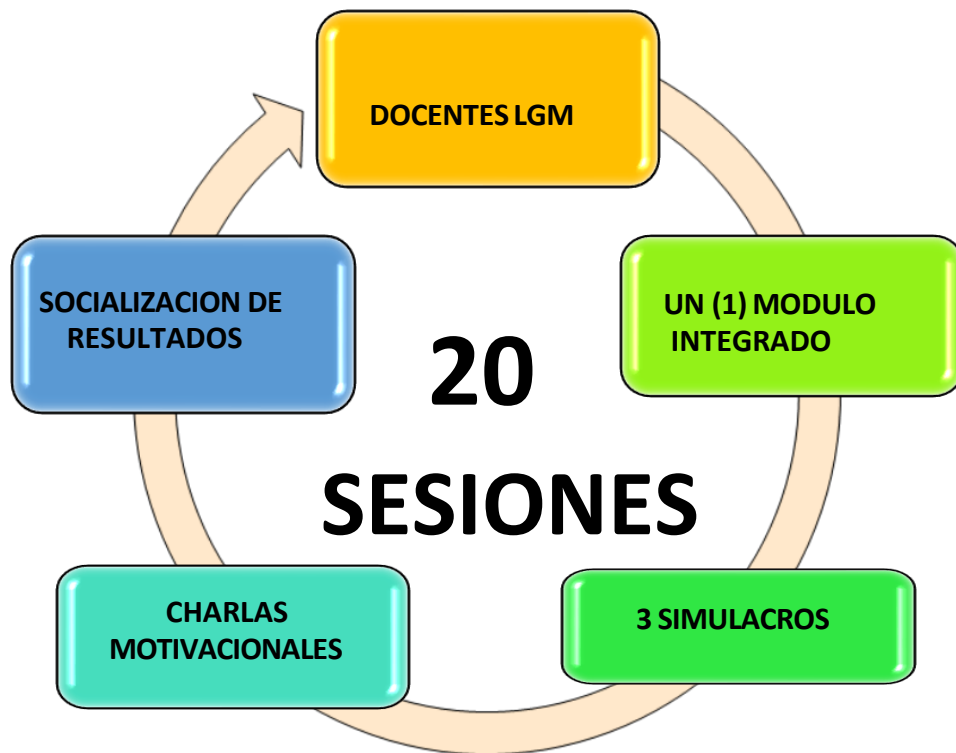 DOCENTES LGM
UN (1) MODULO
INTEGRADO
3 SIMULACROS
CHARLAS
MOTIVACIONALES
SOCIALIZACION DE
RESULTADOS
20
SESIONES